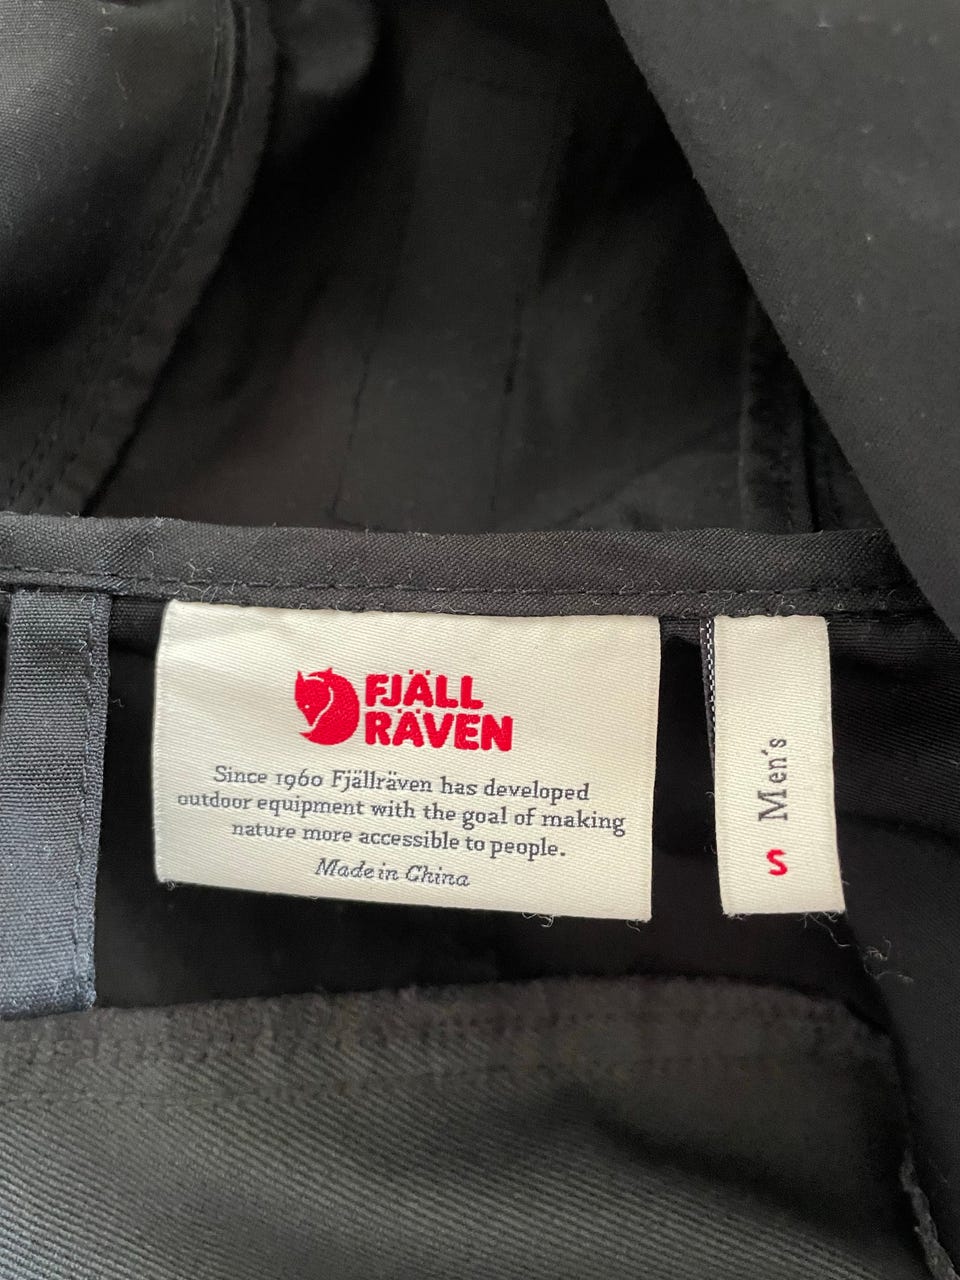 FJÄLL
RÄVEN
Since 1960 Fjällräven has developed
outdoor equipment with the goal of making
nature more accessible to people.
Made in China
Men's
S